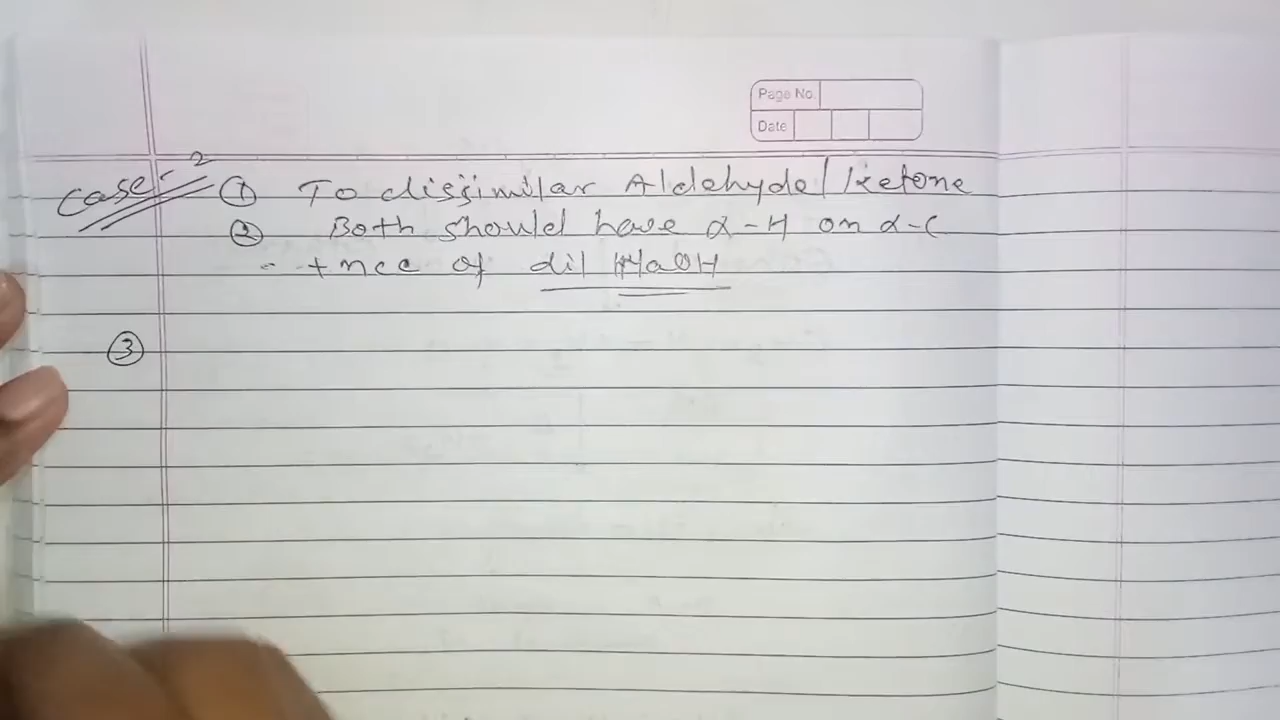 Page No.
Date
Case-2 ① To dissimilar Aldehyde/ketone
② Both should have α-H on α-C
- +nce of dil NaOH
③